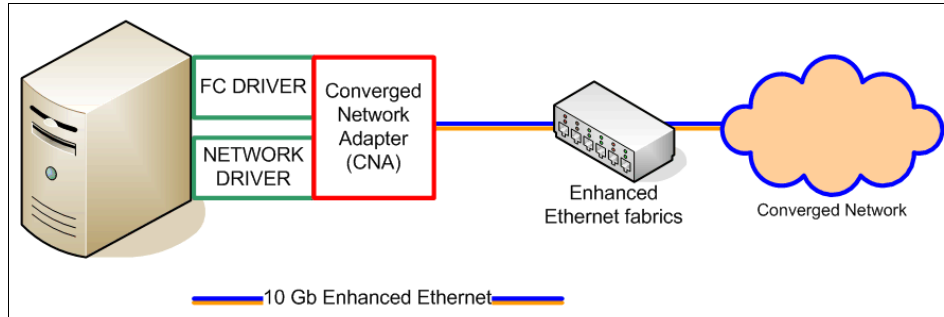 FC DRIVER
NETWORK
DRIVER
Converged
Network
Adapter
(CNA)
Enhanced
Ethernet fabrics
Converged Network
10 Gb Enhanced Ethernet